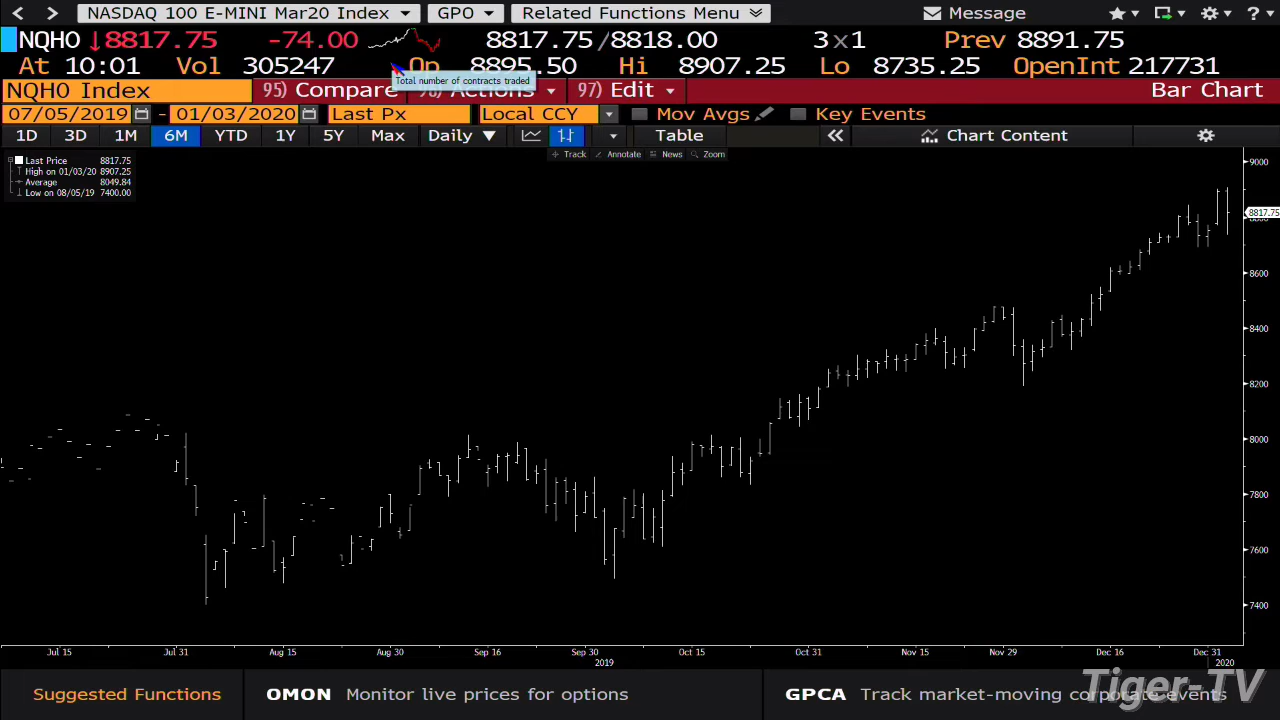 NASDAQ 100 E-MINI Mar20 Index GPO Related Functions Menu Message
NQH0 ↓8817.75 -74.00 8817.75/8818.00 3x1 Prev 8891.75
At 10:01 Vol 305247 Op 8895.50 Hi 8907.25 Lo 8735.25 OpenInt 217731
Total number of contracts traded
NQH0 Index 95) Compare Actions 97) Edit Bar Chart
07/05/2019 - 01/03/2020 Last Px Local CCY Mov Avgs Key Events
1D 3D 1M 6M YTD 1Y 5Y Max Daily ▼ Table Chart Content
Track Annotate News Zoom
Last Price 8817.75
High on 01/03/20 8907.25
Average 8049.84
Low on 08/05/19 7400.00
9000
8817.75
8600
8400
8200
8000
7800
7600
7400
Jul 15 Jul 31 Aug 15 Aug 30 Sep 16 Sep 30 Oct 15 Oct 31 Nov 15 Nov 29 Dec 16 Dec 31
2019 2020
Suggested Functions OMON Monitor live prices for options GPCA Track market-moving corporate events
Tiger-TV